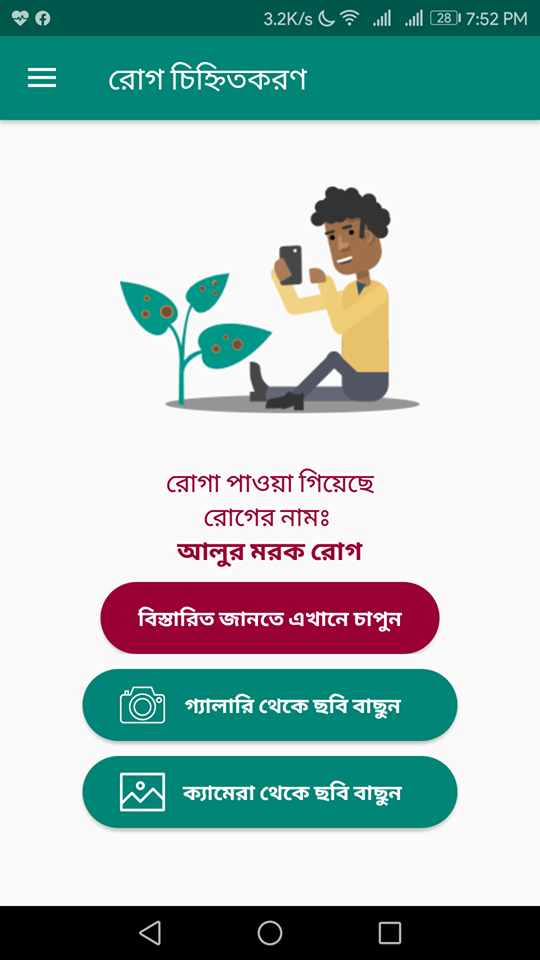 3.2K/s 28 7:52 PM
রোগ চিহ্নিতকরণ
রোগা পাওয়া গিয়েছে
রোগের নামঃ
আলুর মরক রোগ
বিস্তারিত জানতে এখানে চাপুন
গ্যালারি থেকে ছবি বাছুন
ক্যামেরা থেকে ছবি বাছুন